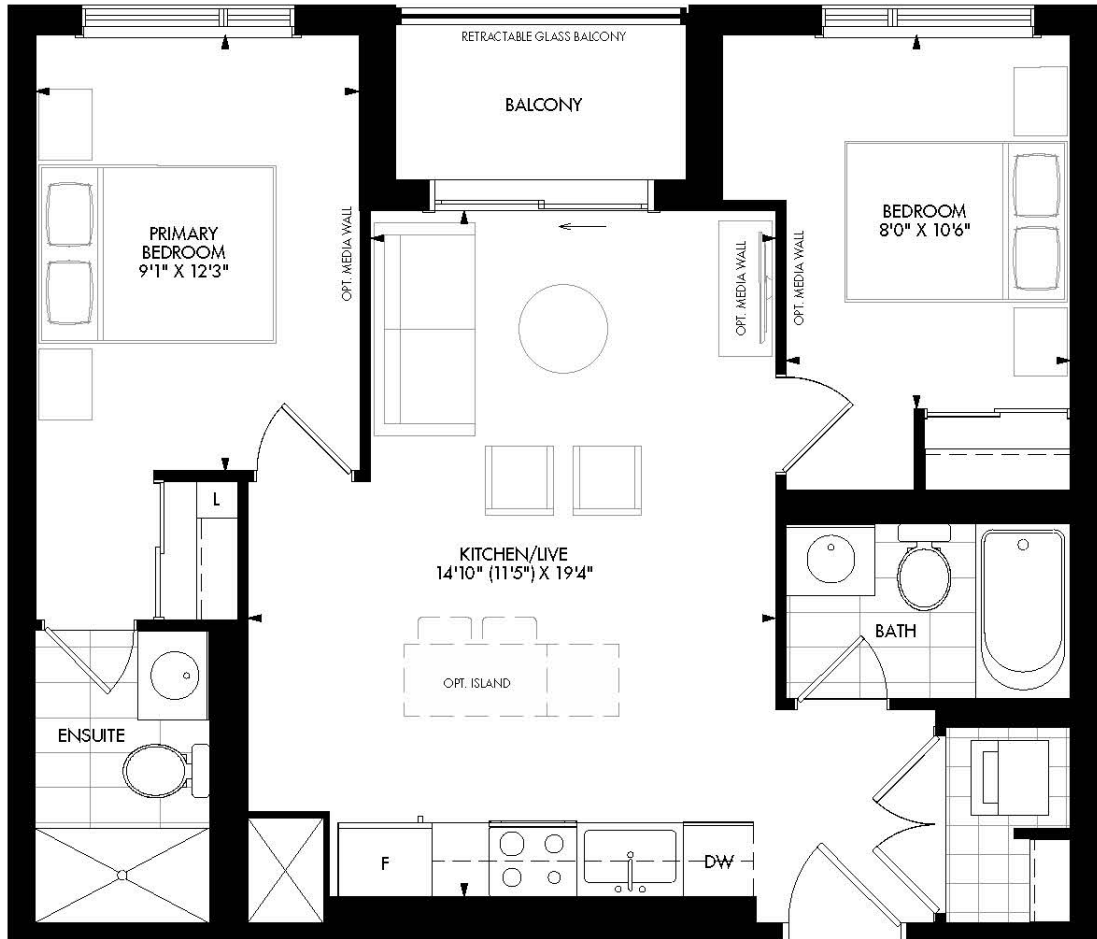 RETRACTABLE GLASS BALCONY
BALCONY
PRIMARY
BEDROOM
9'1" X 12'3"
OPT. MEDIA WALL
OPT. MEDIA WALL
OPT. MEDIA WALL
BEDROOM
8'0" X 10'6"
L
KITCHEN/LIVE
14'10" (11'5") X 19'4"
BATH
OPT. ISLAND
ENSUITE
F
DW